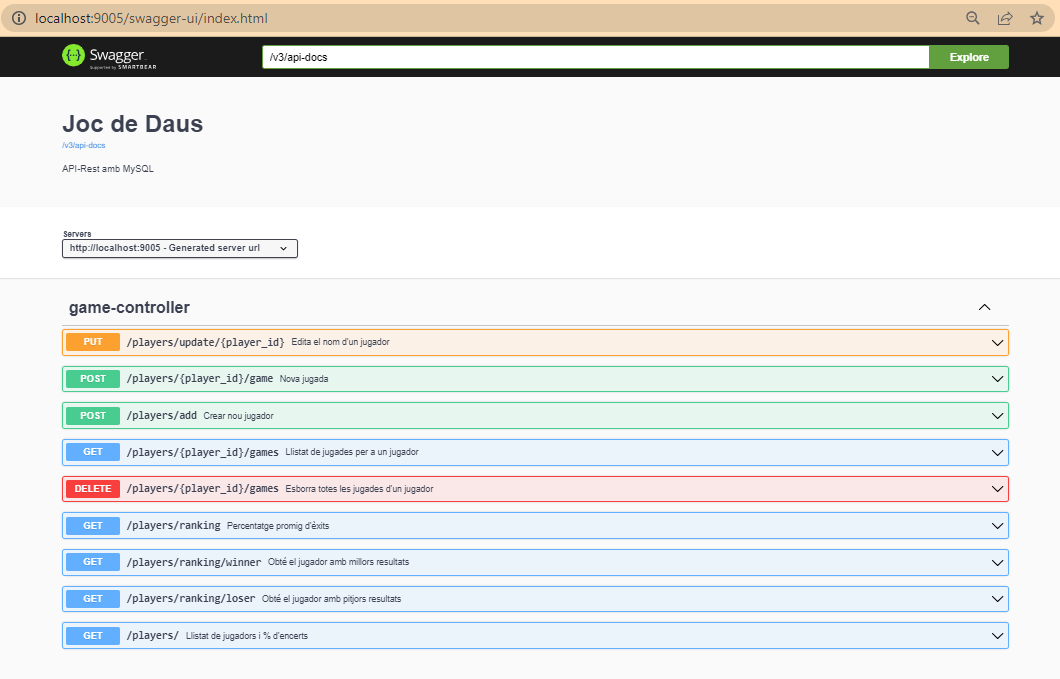 localhost:9005/swagger-ui/index.html
Swagger
Supported by SMARTBEAR
/v3/api-docs
Explore
Joc de Daus
/v3/api-docs
API-Rest amb MySQL
Servers
http://localhost:9005 - Generated server url
game-controller
PUT /players/update/{player_id} Edita el nom d'un jugador
POST /players/{player_id}/game Nova jugada
POST /players/add Crear nou jugador
GET /players/{player_id}/games Llistat de jugades per a un jugador
DELETE /players/{player_id}/games Esborra totes les jugades d'un jugador
GET /players/ranking Percentatge promig d'èxits
GET /players/ranking/winner Obté el jugador amb millors resultats
GET /players/ranking/loser Obté el jugador amb pitjors resultats
GET /players/ Llistat de jugadors i % d'encerts